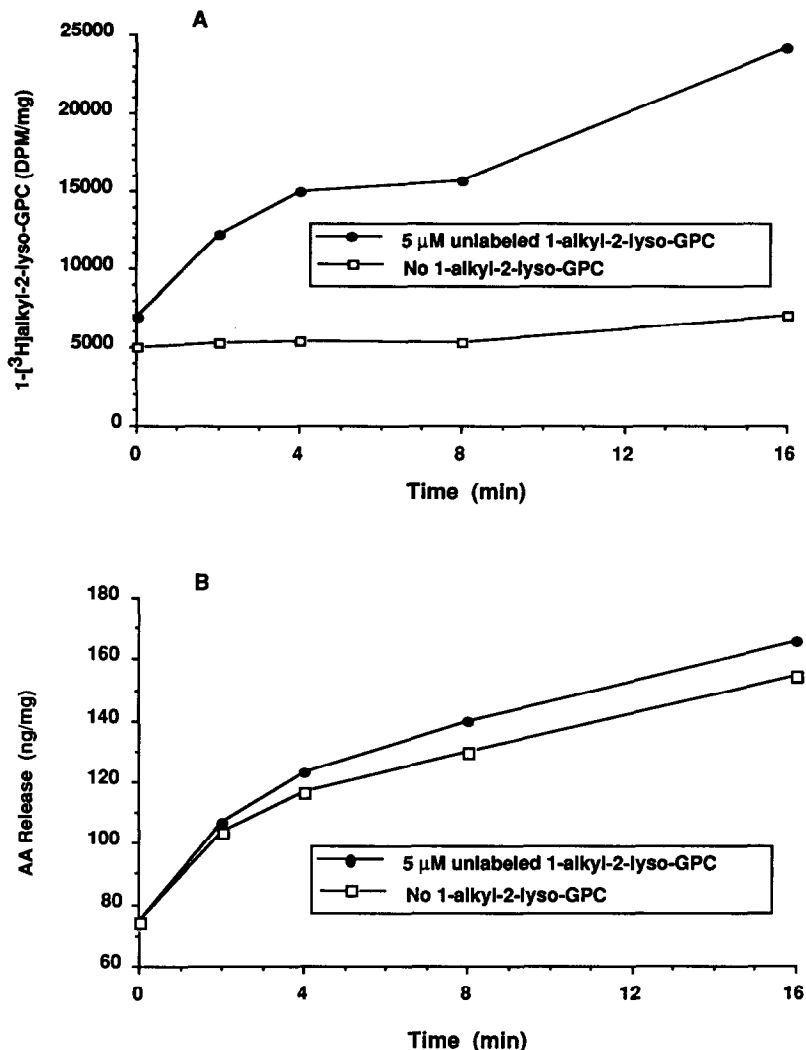 A
1-[³H]alkyl-2-lyso-GPC (DPM/mg)
25000
20000
15000
10000
5000
0
5 μM unlabeled 1-alkyl-2-lyso-GPC
No 1-alkyl-2-lyso-GPC
0 4 8 12 16
Time (min)
B
AA Release (ng/mg)
180
160
140
120
100
80
60
5 μM unlabeled 1-alkyl-2-lyso-GPC
No 1-alkyl-2-lyso-GPC
0 4 8 12 16
Time (min)